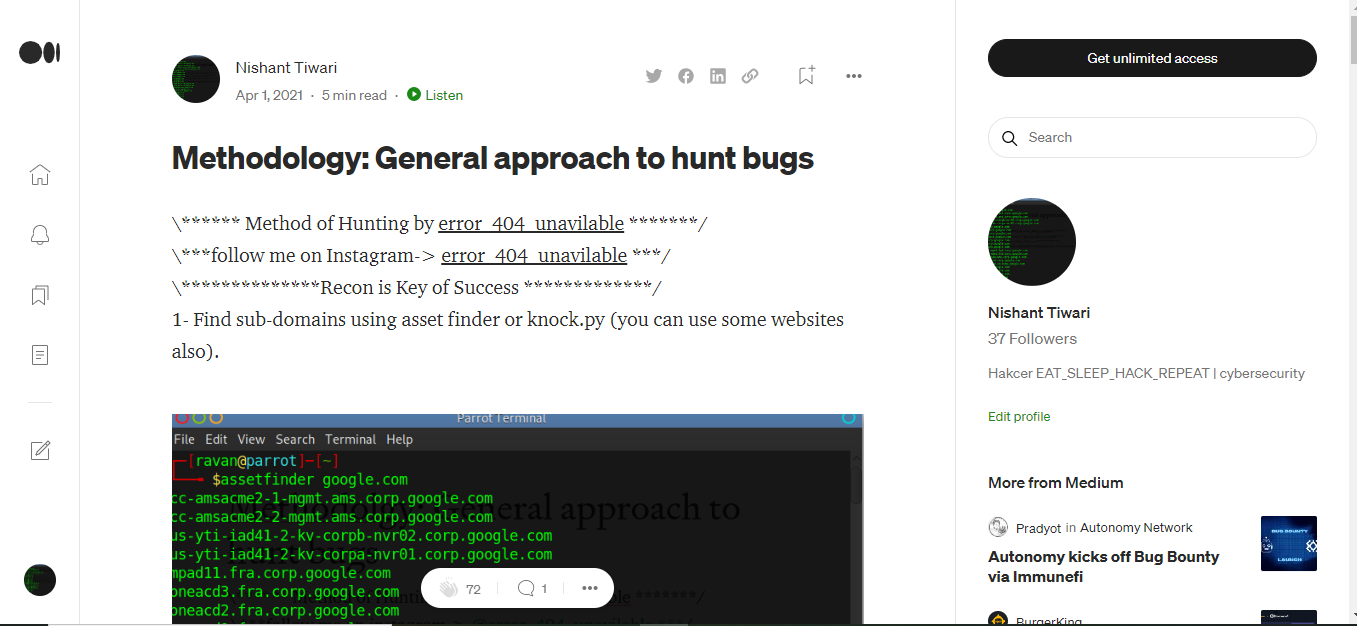 Nishant Tiwari
Apr 1, 2021 · 5 min read · Listen
Methodology: General approach to hunt bugs
\****** Method of Hunting by error_404_unavilable *******/
\***follow me on Instagram-> error_404_unavilable ***/
\**************Recon is Key of Success *************/
1- Find sub-domains using asset finder or knock.py (you can use some websites
also).
Parrot Terminal
File Edit View Search Terminal Help
[ravan@parrot]-[~]
$assetfinder google.com
cc-amsacme2-1-mgmt.ams.corp.google.com
cc-amsacme2-2-mgmt.ams.corp.google.com
us-yti-iad41-2-kv-corpb-nvr02.corp.google.com
us-yti-iad41-2-kv-corpa-nvr01.corp.google.com
mpad11.fra.corp.google.com
oneacd3.fra.corp.google.com
oneacd2.fra.corp.google.com
72 1
Get unlimited access
Search
Nishant Tiwari
37 Followers
Hakcer EAT_SLEEP_HACK_REPEAT | cybersecurity
Edit profile
More from Medium
Pradyot in Autonomy Network
Autonomy kicks off Bug Bounty
via Immunefi
BUG BOUNTY
LAUNCH
BurgerKing